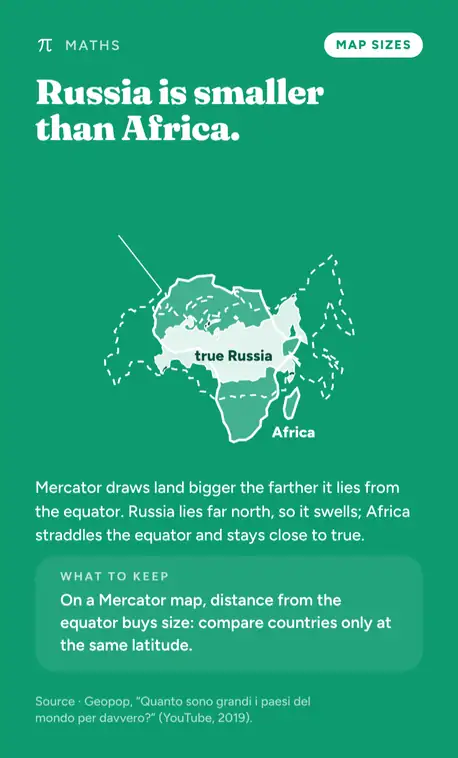 π MATHS
MAP SIZES
Russia is smaller
than Africa.
true Russia
Africa
Mercator draws land bigger the farther it lies from
the equator. Russia lies far north, so it swells; Africa
straddles the equator and stays close to true.
WHAT TO KEEP
On a Mercator map, distance from the
equator buys size: compare countries only at
the same latitude.
Source · Geopop, “Quanto sono grandi i paesi del
mondo per davvero?” (YouTube, 2019).